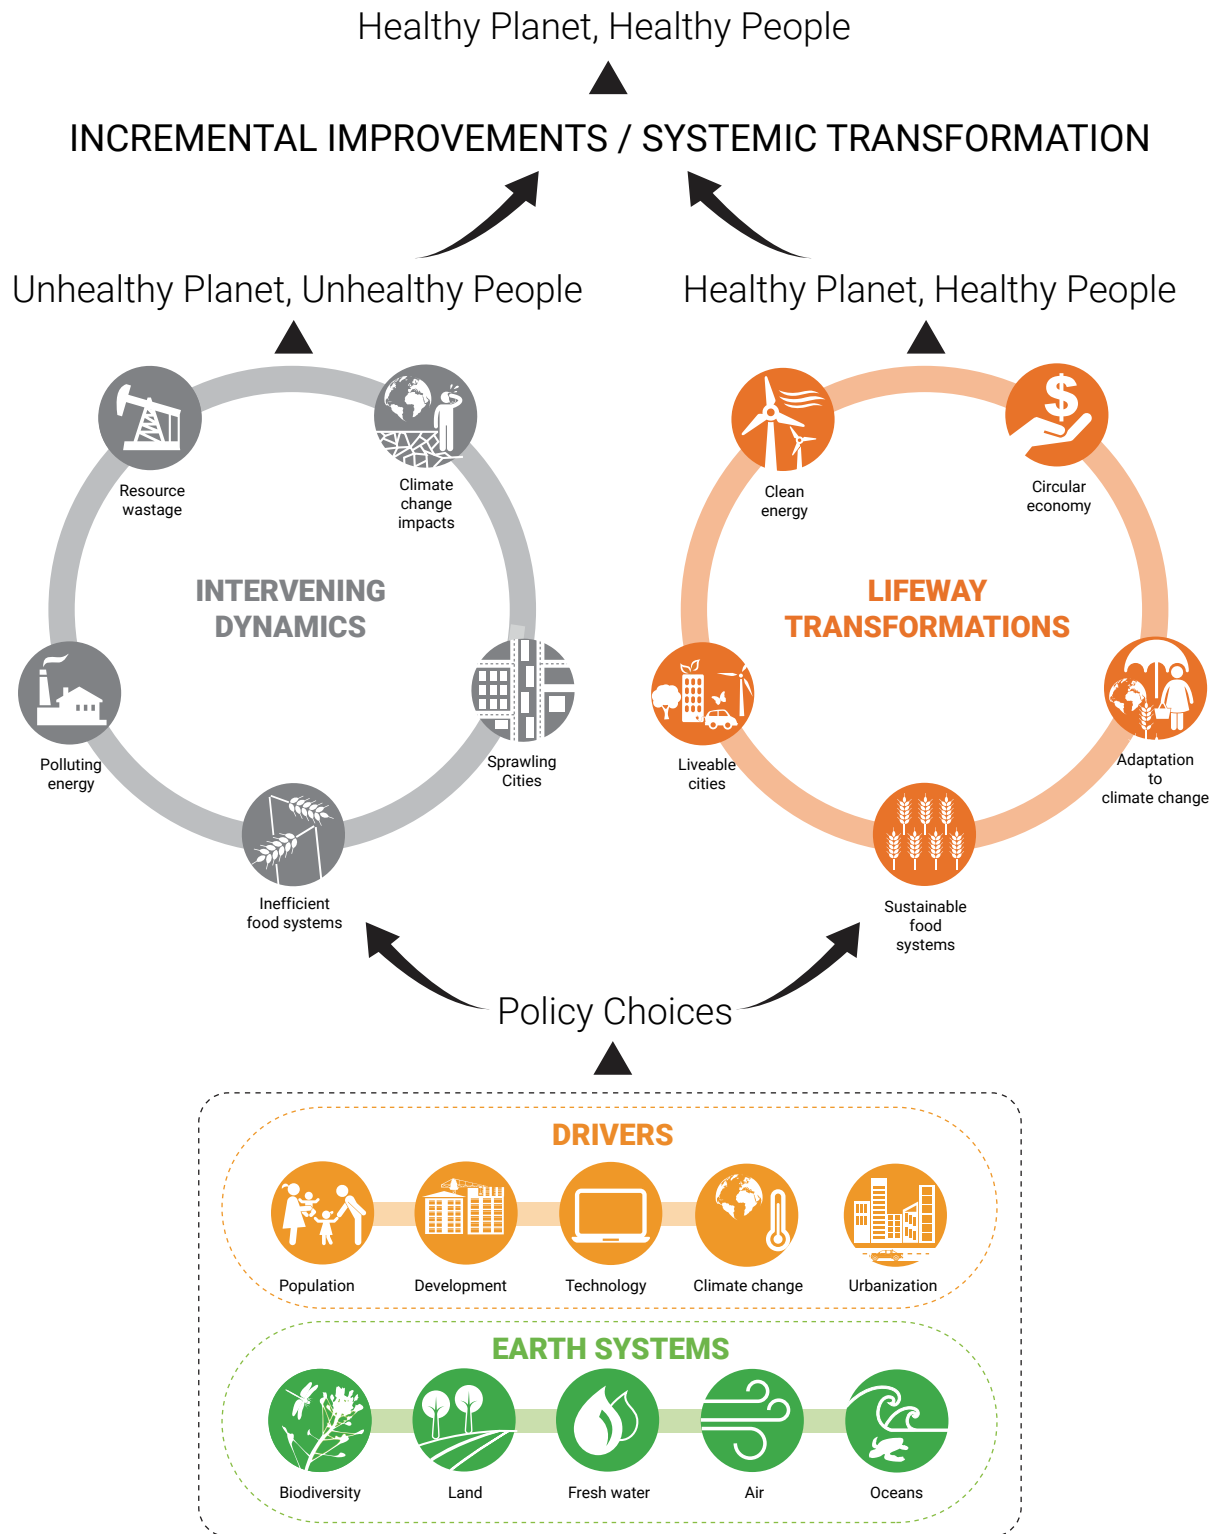 Healthy Planet, Healthy People
INCREMENTAL IMPROVEMENTS / SYSTEMIC TRANSFORMATION
Unhealthy Planet, Unhealthy People
Healthy Planet, Healthy People
Resource
wastage
Climate
change
impacts
INTERVENING
DYNAMICS
Polluting
energy
Sprawling
Cities
Inefficient
food systems
Clean
energy
$
Circular
economy
LIFEWAY
TRANSFORMATIONS
Liveable
cities
Adaptation
to
climate change
Sustainable
food
systems
Policy Choices
DRIVERS
Population
Development
Technology
Climate change
Urbanization
EARTH SYSTEMS
Biodiversity
Land
Fresh water
Air
Oceans